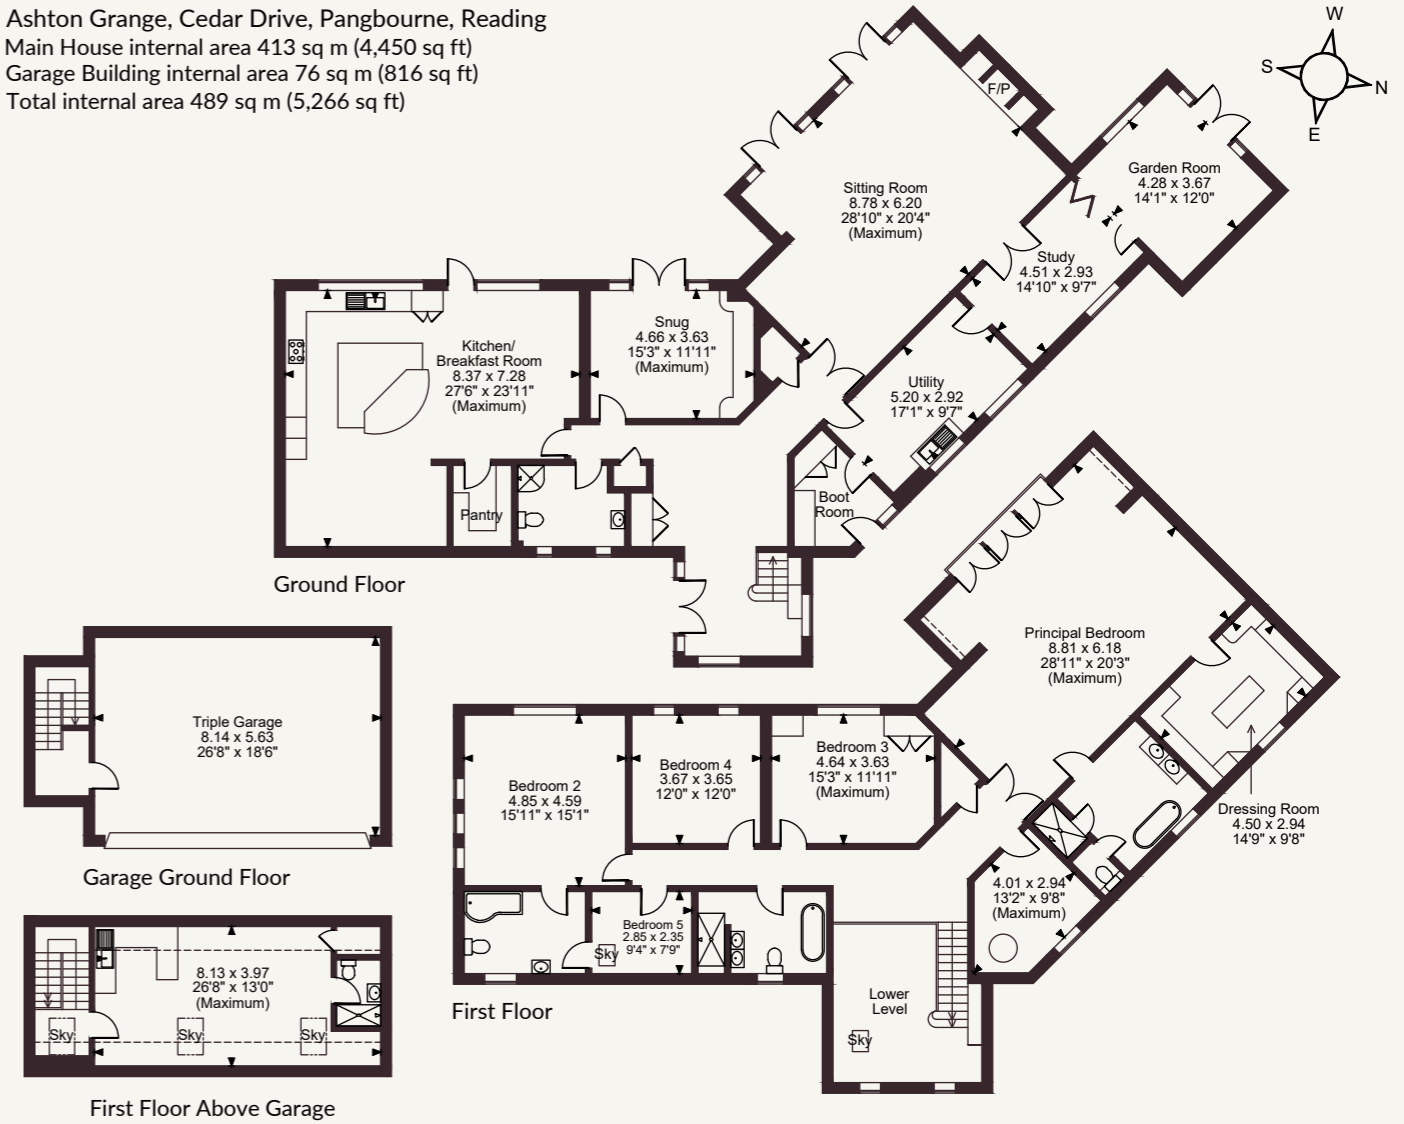 Ashton Grange, Cedar Drive, Pangbourne, Reading
Main House internal area 413 sq m (4,450 sq ft)
Garage Building internal area 76 sq m (816 sq ft)
Total internal area 489 sq m (5,266 sq ft)
W
S
N
E
F/P
Garden Room
4.28 x 3.67
14'1" x 12'0"
Sitting Room
8.78 x 6.20
28'10" x 20'4"
(Maximum)
Study
4.51 x 2.93
14'10" x 9'7"
Snug
4.66 x 3.63
15'3" x 11'11"
(Maximum)
Kitchen/
Breakfast Room
8.37 x 7.28
27'6" x 23'11"
(Maximum)
Utility
5.20 x 2.92
17'1" x 9'7"
Boot
Room
Pantry
Ground Floor
Principal Bedroom
8.81 x 6.18
28'11" x 20'3"
(Maximum)
Triple Garage
8.14 x 5.63
26'8" x 18'6"
Garage Ground Floor
Bedroom 2
4.85 x 4.59
15'11" x 15'1"
Bedroom 4
3.67 x 3.65
12'0" x 12'0"
Bedroom 3
4.64 x 3.63
15'3" x 11'11"
(Maximum)
Dressing Room
4.50 x 2.94
14'9" x 9'8"
4.01 x 2.94
13'2" x 9'8"
(Maximum)
Bedroom 5
2.85 x 2.35
9'4" x 7'9"
Sky
Lower
Level
Sky
First Floor
8.13 x 3.97
26'8" x 13'0"
(Maximum)
Sky
Sky
Sky
First Floor Above Garage